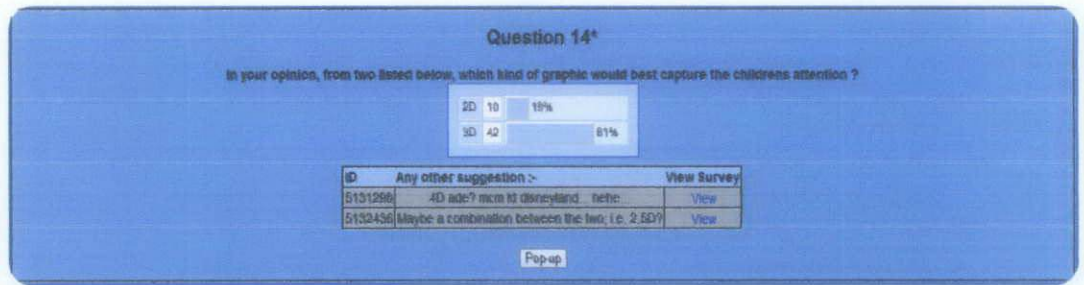 Question 14*
In your opinion, from two listed below, which kind of graphic would best capture the childrens attention ?
2D 10 19%
3D 42 81%
ID Any other suggestion :- View Survey
5131296 4D ade? mcm kt disneyland... hehe... View
5132436 Maybe a combination between the two; i.e. 2.5D? View
Pop-up